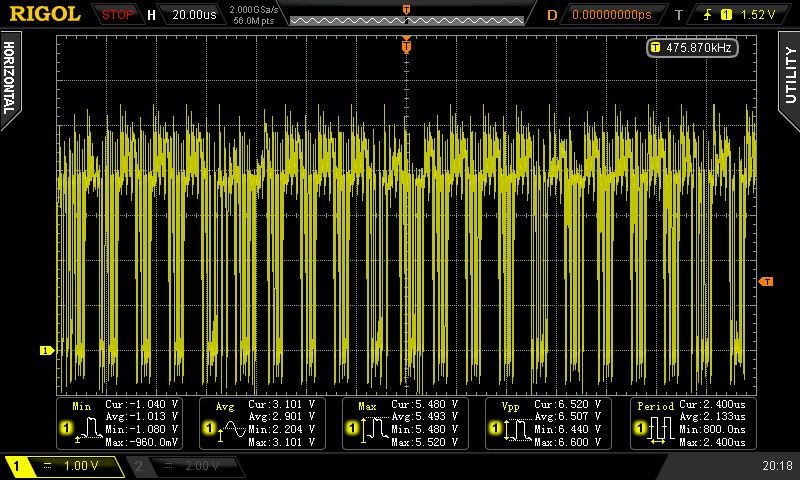 RIGOL STOP H 20.00us 2.000GSa/s 56.0M pts D 0.00000000ps T 1 1.52 V
T
T
T 475.870kHz
HORIZONTAL
UTILITY
T
1
Min Cur:-1.040 V
Avg:-1.013 V
1 Min:-1.080 V
Max:-960.0mV
Avg Cur:3.101 V
Avg:2.901 V
1 Min:2.204 V
Max:3.101 V
Max Cur:5.480 V
Avg:5.493 V
1 Min:5.480 V
Max:5.520 V
Vpp Cur:6.520 V
Avg:6.507 V
1 Min:6.440 V
Max:6.600 V
Period Cur:2.400us
Avg:2.133us
1 Min:800.0ns
Max:2.400us
1 1.00 V 2 2.00 V 20:18